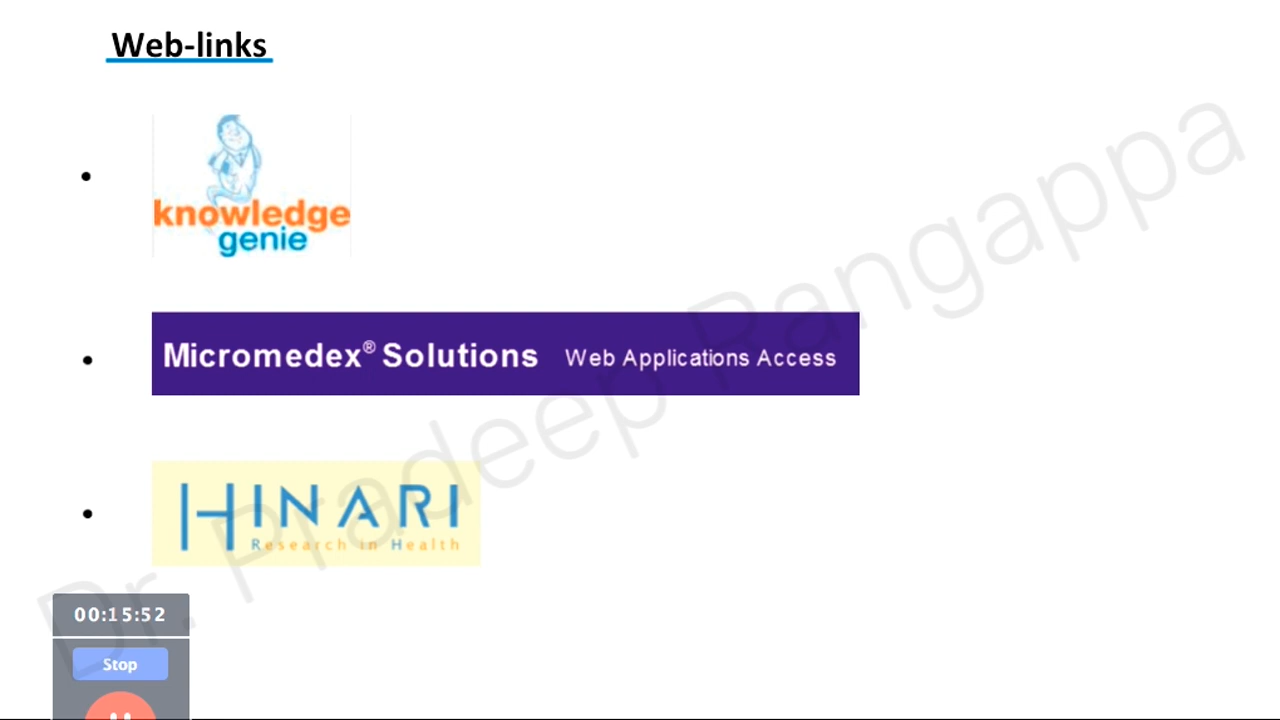 Web-links
knowledge
genie
Micromedex® Solutions Web Applications Access
HINARI
Research in Health
Dr. Pradeep Rangappa
00:15:52
Stop